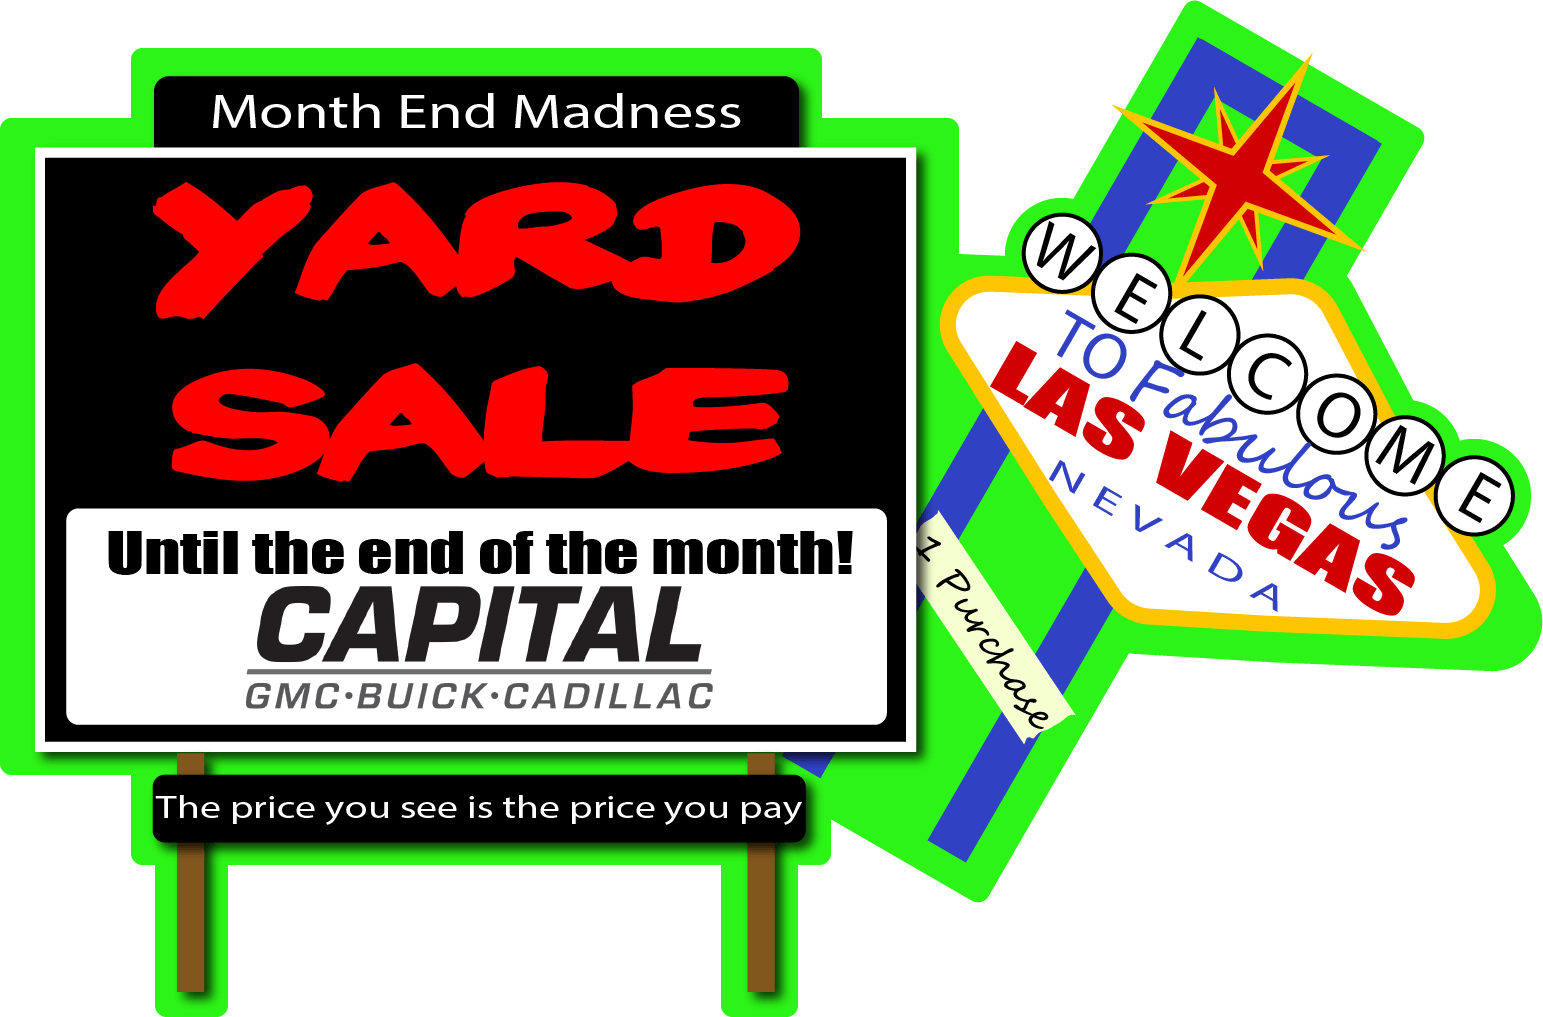 Month End Madness
YARD
SALE
Until the end of the month!
CAPITAL
GMC•BUICK•CADILLAC
The price you see is the price you pay
WELCOME
TO Fabulous
LAS VEGAS
NEVADA
1 Purchase